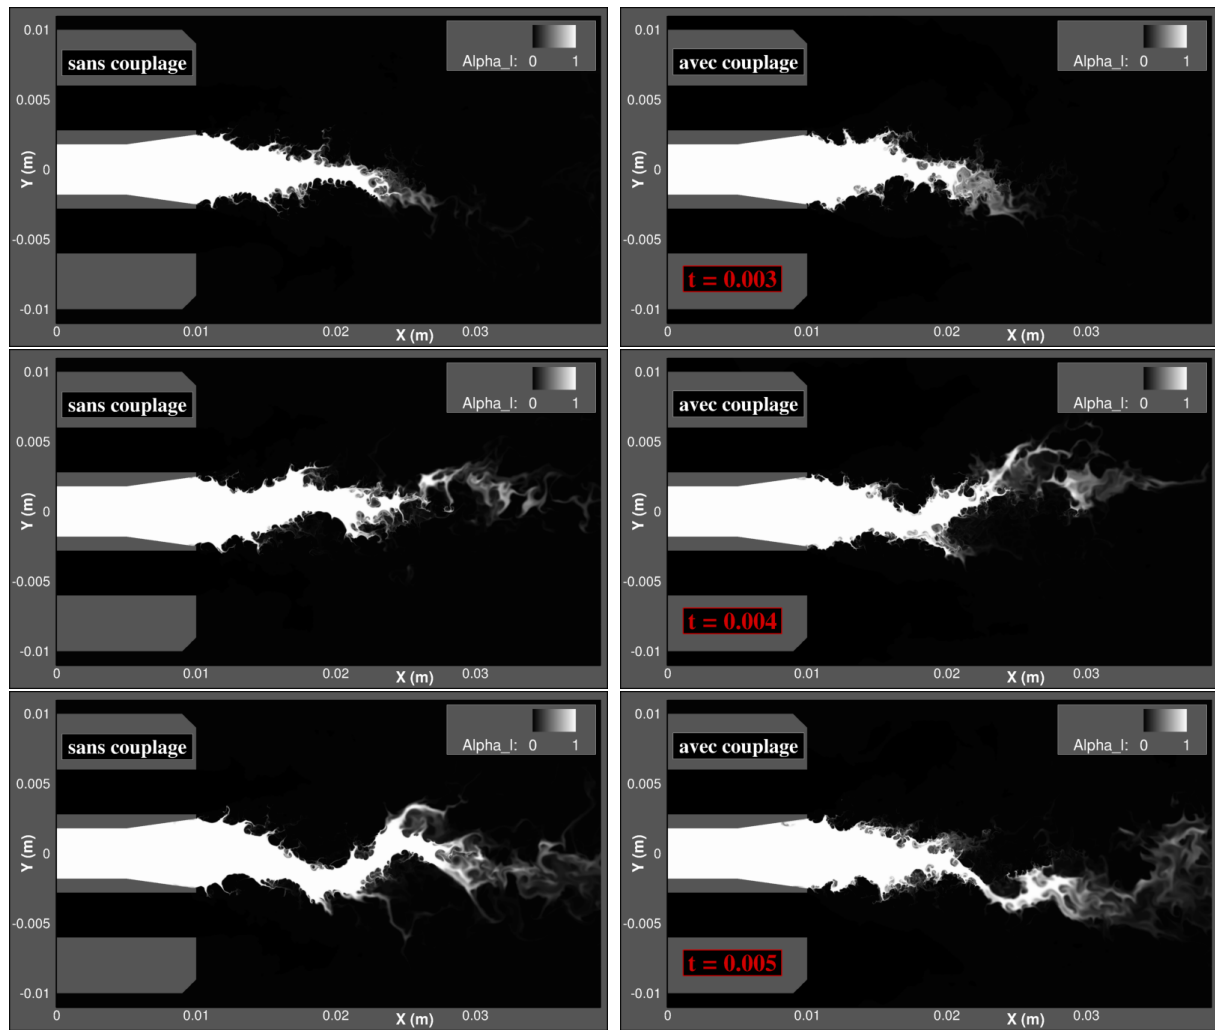 0.01
sans couplage
Alpha_l: 0 1
0.005
Y (m)
0
-0.005
-0.01
0 0.01 0.02 X (m) 0.03
0.01
avec couplage
Alpha_l: 0 1
0.005
Y (m)
0
-0.005
t = 0.003
-0.01
0 0.01 0.02 X (m) 0.03
0.01
sans couplage
Alpha_l: 0 1
0.005
Y (m)
0
-0.005
-0.01
0 0.01 0.02 X (m) 0.03
0.01
avec couplage
Alpha_l: 0 1
0.005
Y (m)
0
-0.005
t = 0.004
-0.01
0 0.01 0.02 X (m) 0.03
0.01
sans couplage
Alpha_l: 0 1
0.005
Y (m)
0
-0.005
-0.01
0 0.01 0.02 X (m) 0.03
0.01
avec couplage
Alpha_l: 0 1
0.005
Y (m)
0
-0.005
t = 0.005
-0.01
0 0.01 0.02 X (m) 0.03